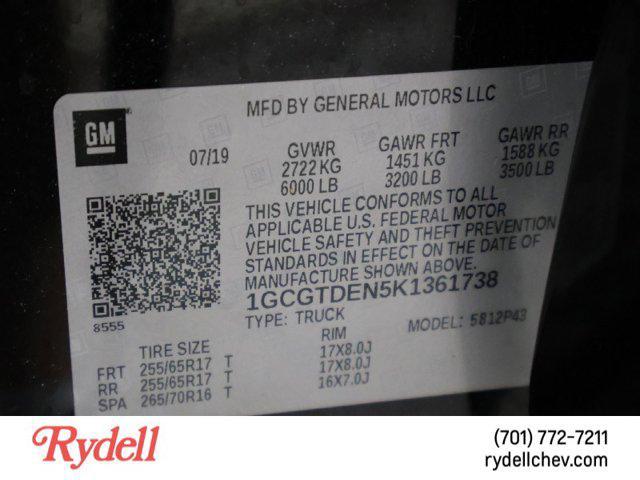 MFD BY GENERAL MOTORS LLC
GM
07/19
GVWR GAWR FRT GAWR RR
2722 KG 1451 KG 1588 KG
6000 LB 3200 LB 3500 LB
THIS VEHICLE CONFORMS TO ALL
APPLICABLE U.S. FEDERAL MOTOR
VEHICLE SAFETY AND THEFT PREVENTION
STANDARDS IN EFFECT ON THE DATE OF
MANUFACTURE SHOWN ABOVE.
1GCGTDEN5K1361738
8555
TYPE: TRUCK MODEL: 5812P43
TIRE SIZE RIM
FRT 255/65R17 T 17X8.0J
RR 255/65R17 T 17X8.0J
SPA 265/70R16 T 16X7.0J
Rydell
(701) 772-7211
rydellchev.com